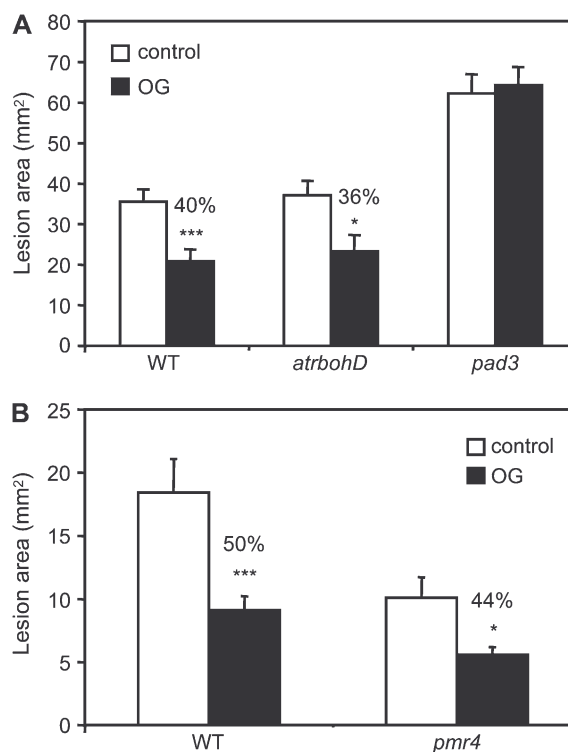 A
80
70
60
50
40
30
20
10
0
Lesion area (mm²)
control
OG
40%
***
36%
*
WT
atrbohD
pad3
B
25
20
15
10
5
0
Lesion area (mm²)
control
OG
50%
***
44%
*
WT
pmr4